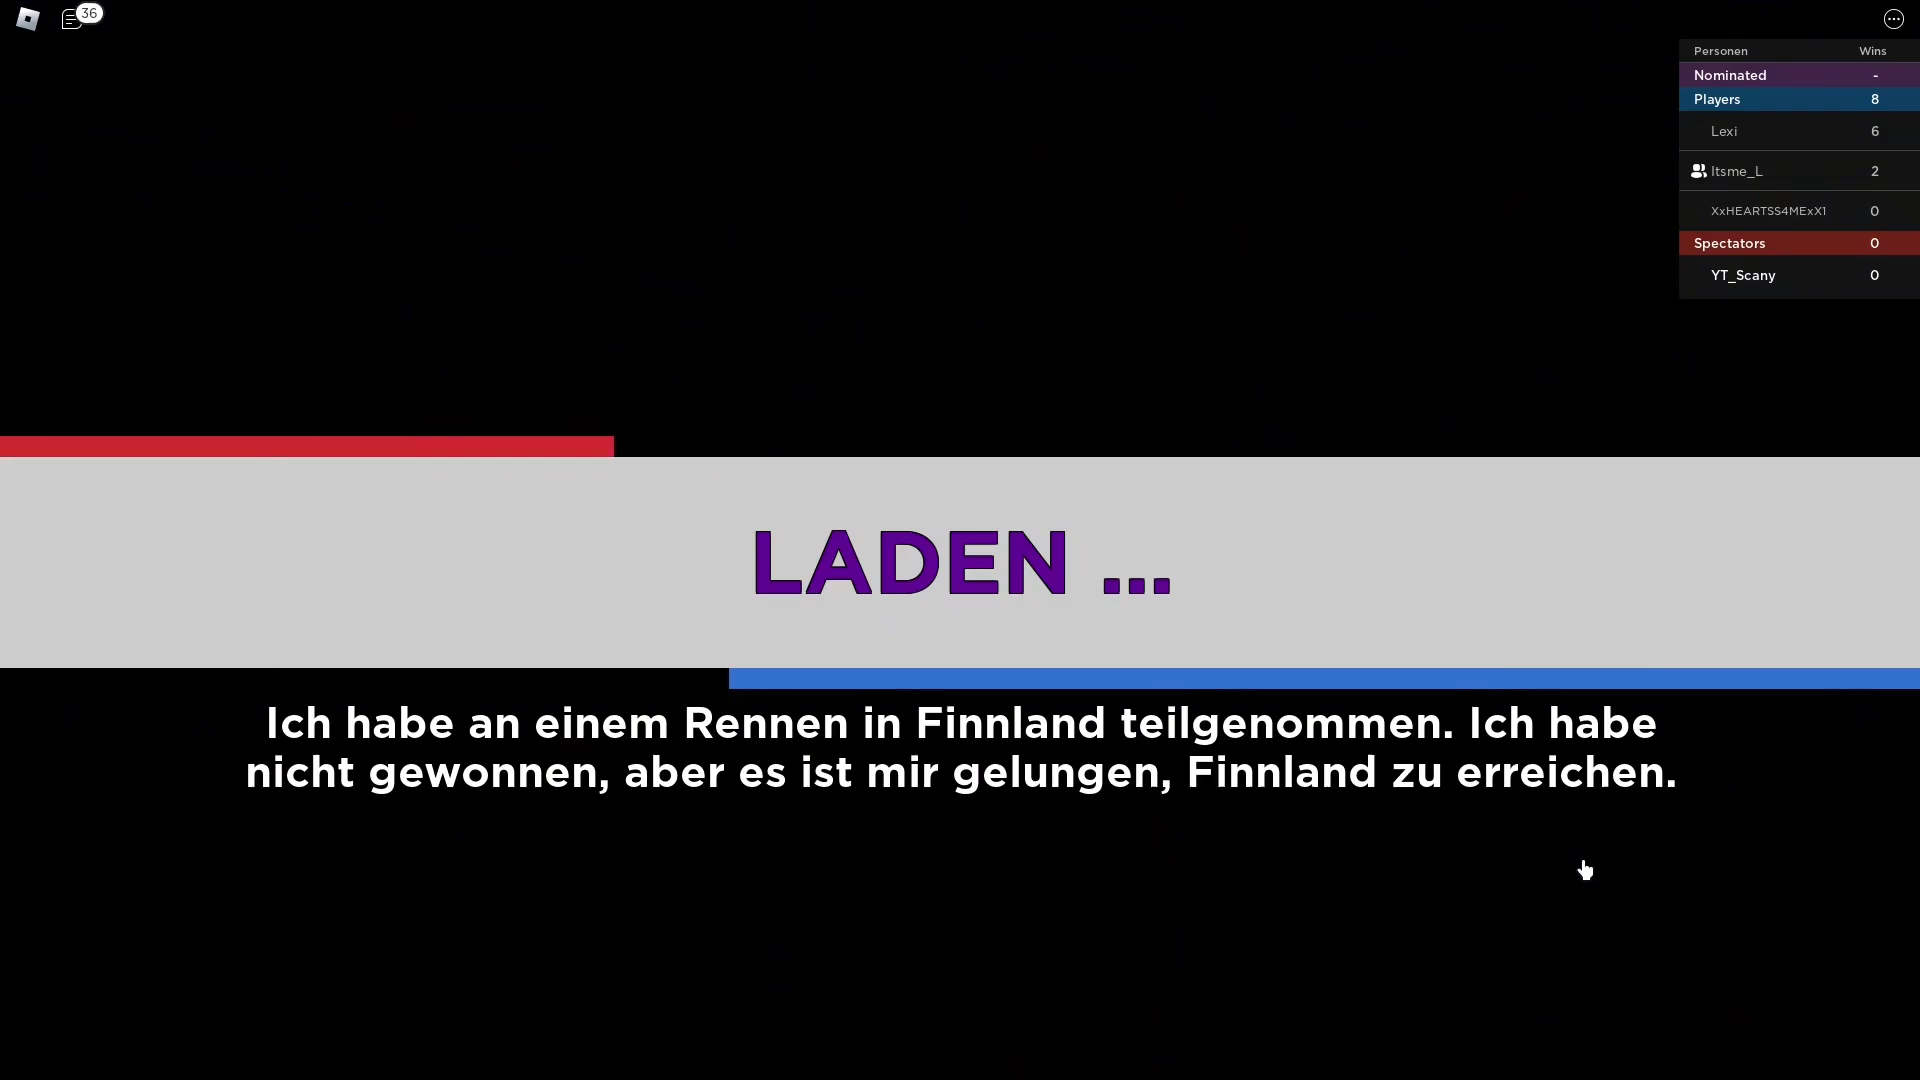 36
Personen Wins
Nominated -
Players 8
Lexi 6
Itsme_L 2
XxHEARTSS4MExX1 0
Spectators 0
YT_Scany 0
LADEN ...
Ich habe an einem Rennen in Finnland teilgenommen. Ich habe
nicht gewonnen, aber es ist mir gelungen, Finnland zu erreichen.